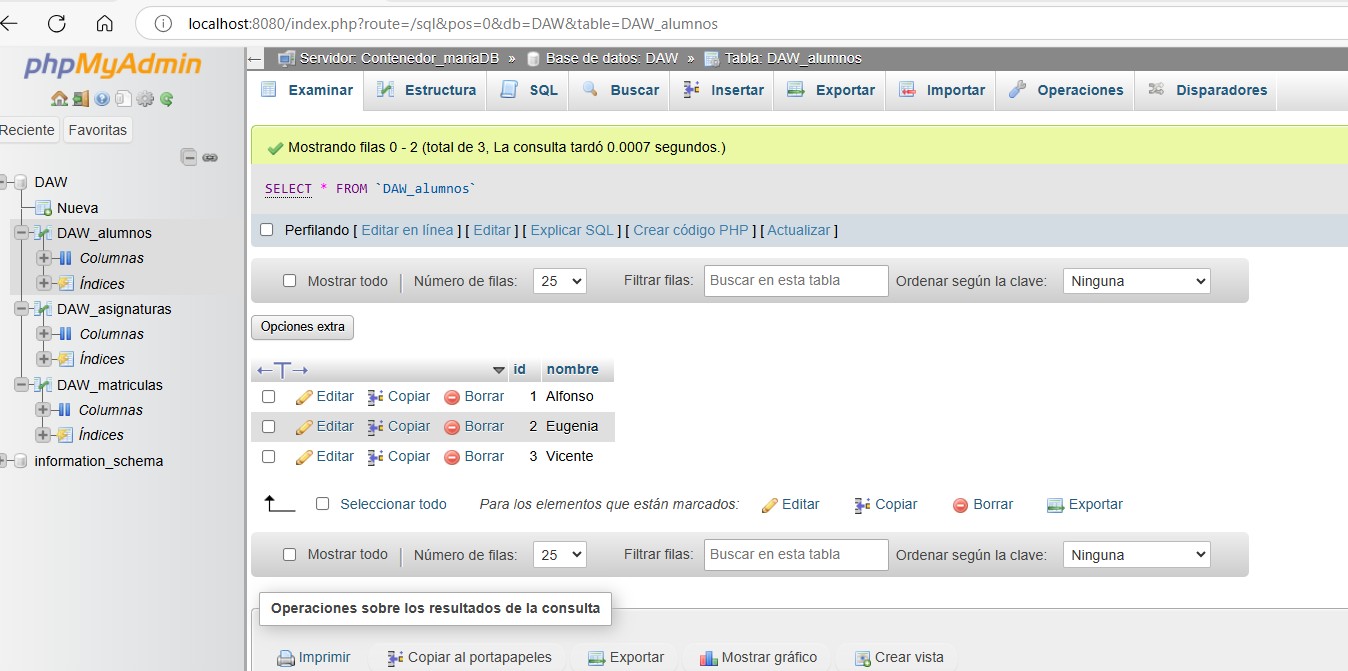 localhost:8080/index.php?route=/sql&pos=0&db=DAW&table=DAW_alumnos
phpMyAdmin
Reciente Favoritas
DAW
Nueva
DAW_alumnos
Columnas
Índices
DAW_asignaturas
Columnas
Índices
DAW_matriculas
Columnas
Índices
information_schema
Servidor: Contenedor_mariaDB » Base de datos: DAW » Tabla: DAW_alumnos
Examinar Estructura SQL Buscar Insertar Exportar Importar Operaciones Disparadores
Mostrando filas 0 - 2 (total de 3, La consulta tardó 0.0007 segundos.)
SELECT * FROM `DAW_alumnos`
Perfilando [ Editar en línea ] [ Editar ] [ Explicar SQL ] [ Crear código PHP ] [ Actualizar ]
Mostrar todo | Número de filas: 25 Filtrar filas: Buscar en esta tabla Ordenar según la clave: Ninguna
Opciones extra
←T→ id nombre
Editar Copiar Borrar 1 Alfonso
Editar Copiar Borrar 2 Eugenia
Editar Copiar Borrar 3 Vicente
Seleccionar todo Para los elementos que están marcados: Editar Copiar Borrar Exportar
Mostrar todo | Número de filas: 25 Filtrar filas: Buscar en esta tabla Ordenar según la clave: Ninguna
Operaciones sobre los resultados de la consulta
Imprimir Copiar al portapapeles Exportar Mostrar gráfico Crear vista